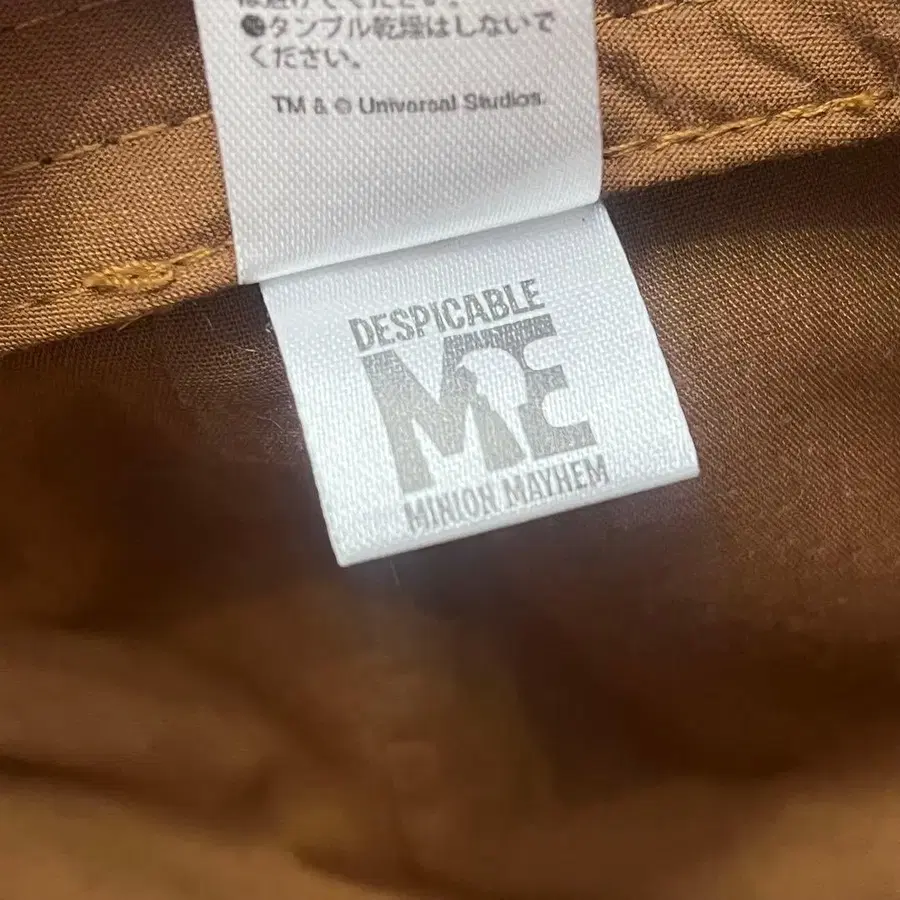 は避けてください。
●タンブル乾燥はしないで
ください。
TM & © Universal Studios.
DESPICABLE
ME
MINION MAYHEM